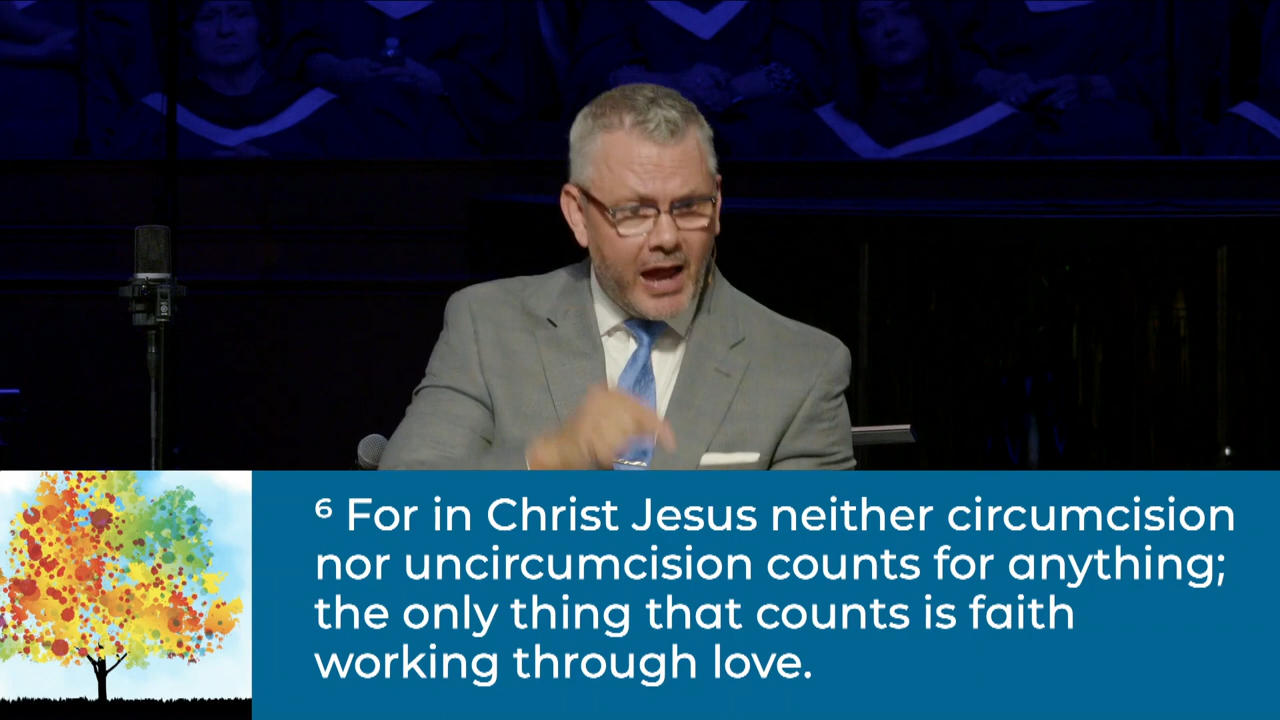 ⁶ For in Christ Jesus neither circumcision
nor uncircumcision counts for anything;
the only thing that counts is faith
working through love.